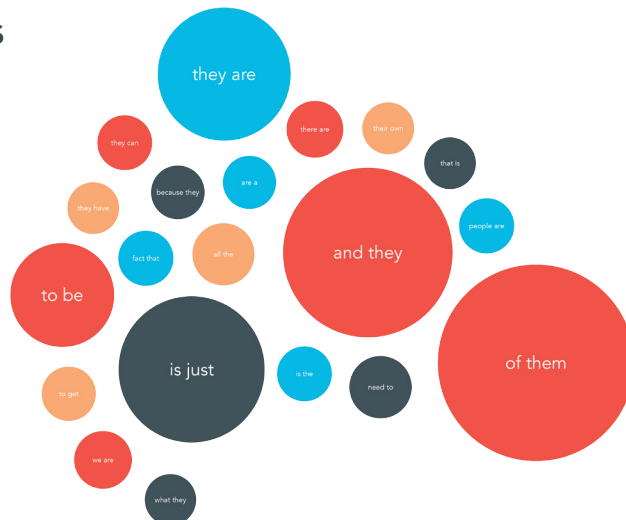 s
they are
they can
there are
their own
because they
are a
that is
they have
people are
fact that
all the
and they
to be
is just
is the
need to
of them
to get
we are
what they